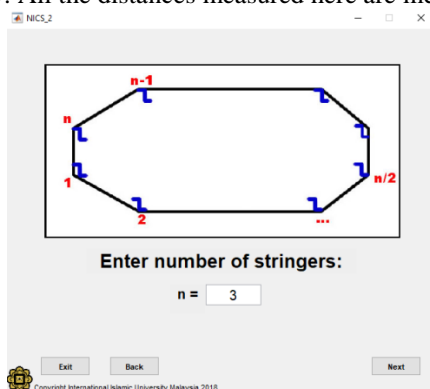 . All the distances measured here are
NICS_2
n-1
n
1
n/2
2
...
Enter number of stringers:
n = 3
Exit Back Next
Copyright International Islamic University Malaysia 2018